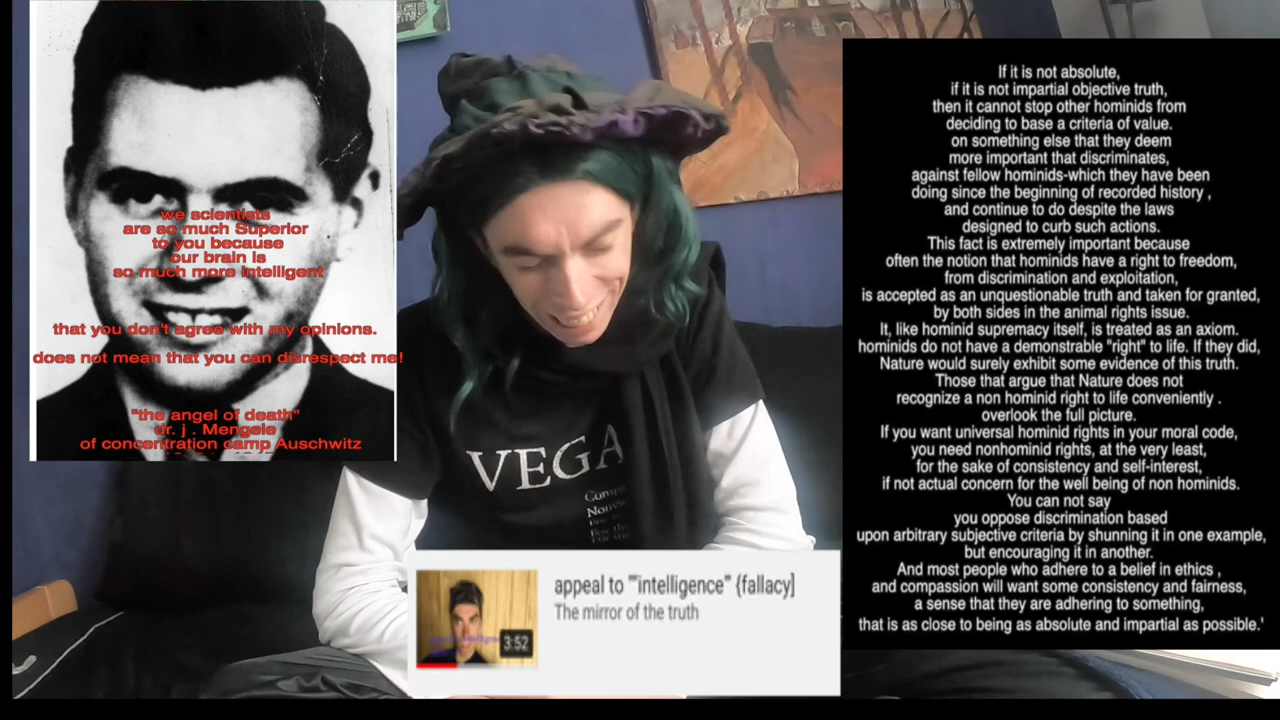 we scientists
are so much Superior
to you because
our brain is
so much more intelligent
that you don't agree with my opinions.
does not mean that you can disrespect me!
"the angel of death"
dr. j . Mengele
of concentration camp Auschwitz
VEGA
appeal to "'intelligence'" {fallacy]
The mirror of the truth
3:52
If it is not absolute,
if it is not impartial objective truth,
then it cannot stop other hominids from
deciding to base a criteria of value.
on something else that they deem
more important that discriminates,
against fellow hominids-which they have been
doing since the beginning of recorded history ,
and continue to do despite the laws
designed to curb such actions.
This fact is extremely important because
often the notion that hominids have a right to freedom,
from discrimination and exploitation,
is accepted as an unquestionable truth and taken for granted,
by both sides in the animal rights issue.
It, like hominid supremacy itself, is treated as an axiom.
hominids do not have a demonstrable "right" to life. If they did,
Nature would surely exhibit some evidence of this truth.
Those that argue that Nature does not
recognize a non hominid right to life conveniently .
overlook the full picture.
If you want universal hominid rights in your moral code,
you need nonhominid rights, at the very least,
for the sake of consistency and self-interest,
if not actual concern for the well being of non hominids.
You can not say
you oppose discrimination based
upon arbitrary subjective criteria by shunning it in one example,
but encouraging it in another.
And most people who adhere to a belief in ethics ,
and compassion will want some consistency and fairness,
a sense that they are adhering to something,
that is as close to being as absolute and impartial as possible.'